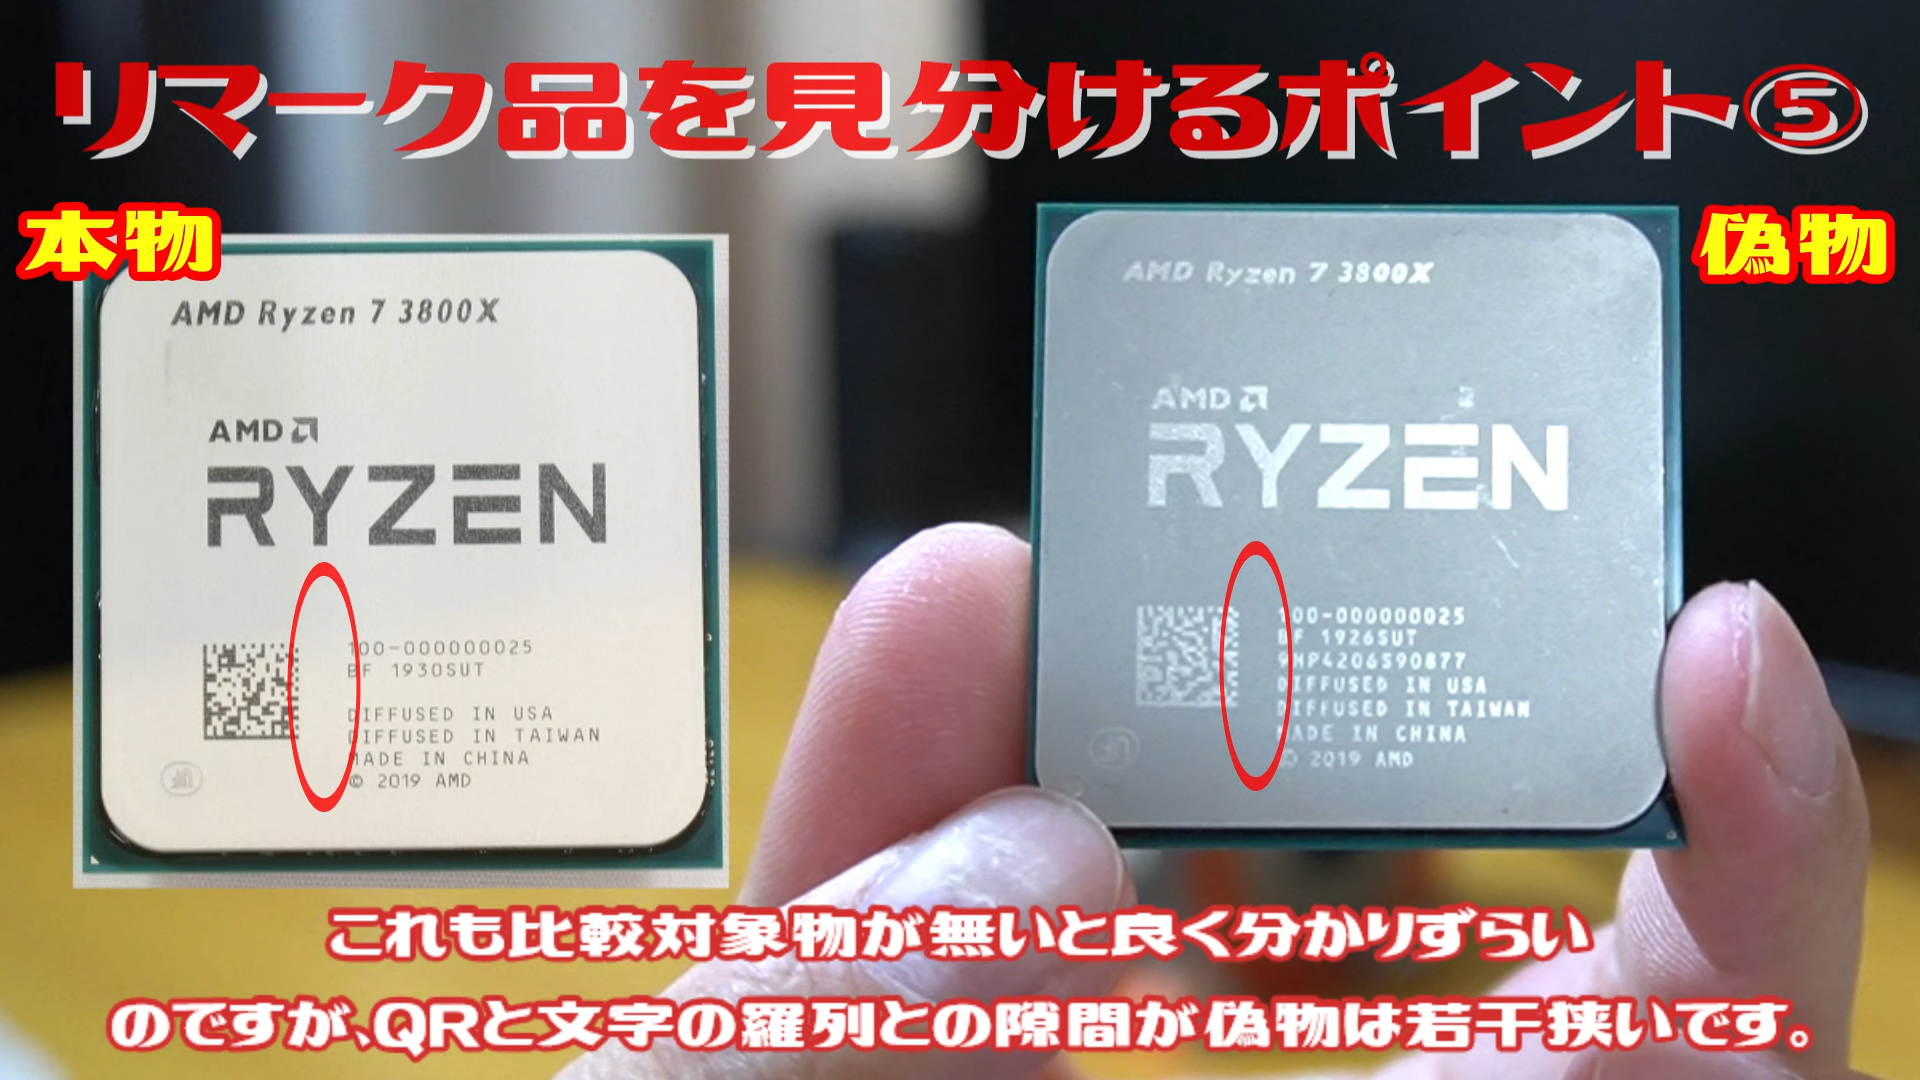 リマーク品を見分けるポイント⑤
本物
AMD Ryzen 7 3800X
AMD
RYZEN
100-000000025
BF 1930SUT
DIFFUSED IN USA
DIFFUSED IN TAIWAN
MADE IN CHINA
© 2019 AMD
偽物
AMD Ryzen 7 3800X
AMD
RYZEN
100-000000025
BF 1926SUT
9HP4206S90877
DIFFUSED IN USA
DIFFUSED IN TAIWAN
MADE IN CHINA
© 2019 AMD
これも比較対象物が無いと良く分かりずらい
のですが、QRと文字の羅列との隙間が偽物は若干狭いです。